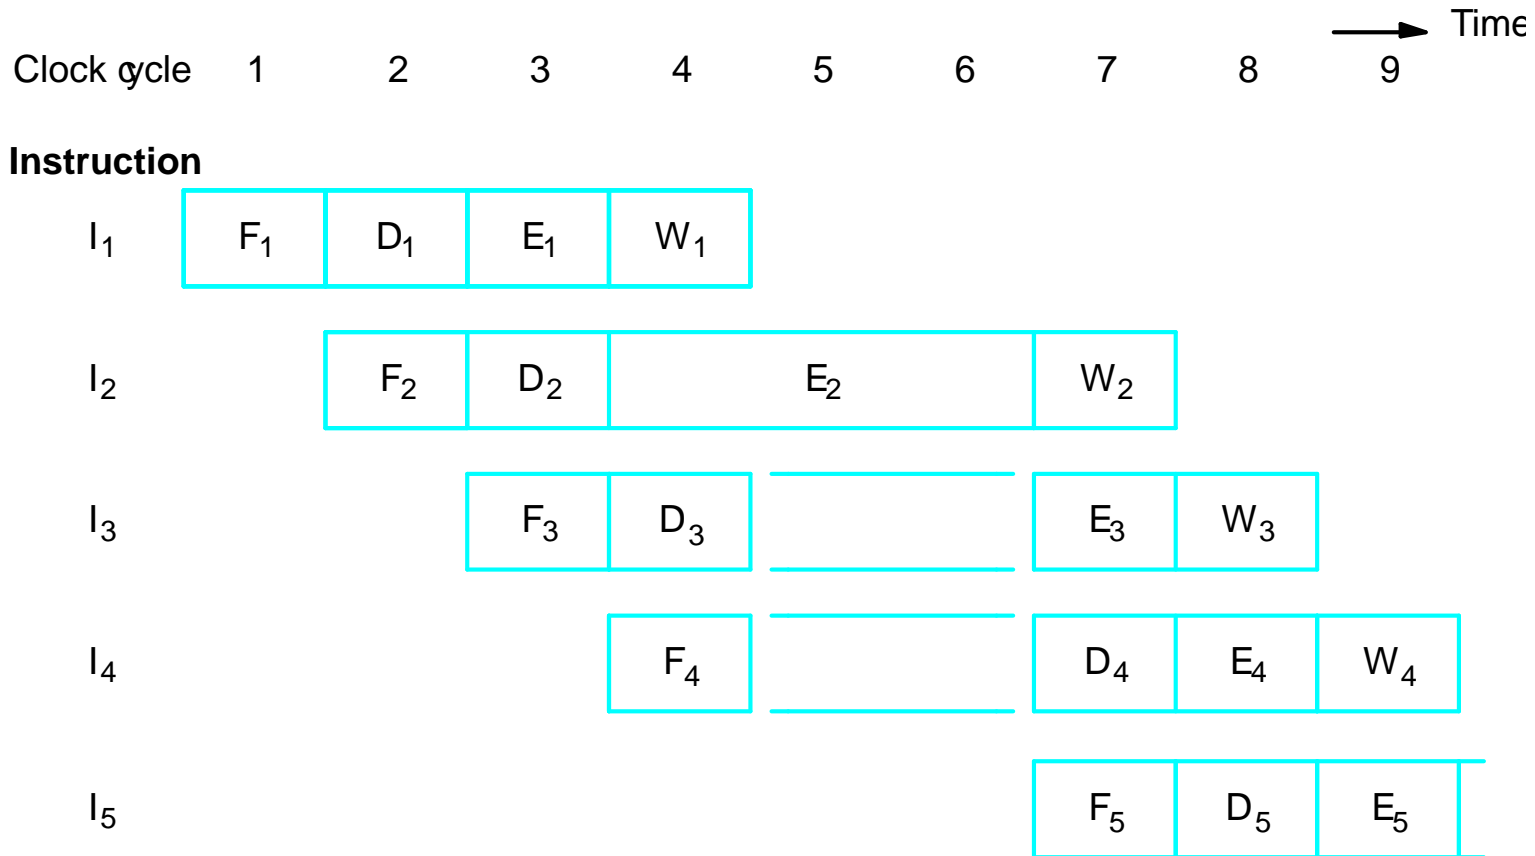 Time
Clock cycle 1 2 3 4 5 6 7 8 9
Instruction
I1 F1 D1 E1 W1
I2 F2 D2 E2 W2
I3 F3 D3 E3 W3
I4 F4 D4 E4 W4
I5 F5 D5 E5